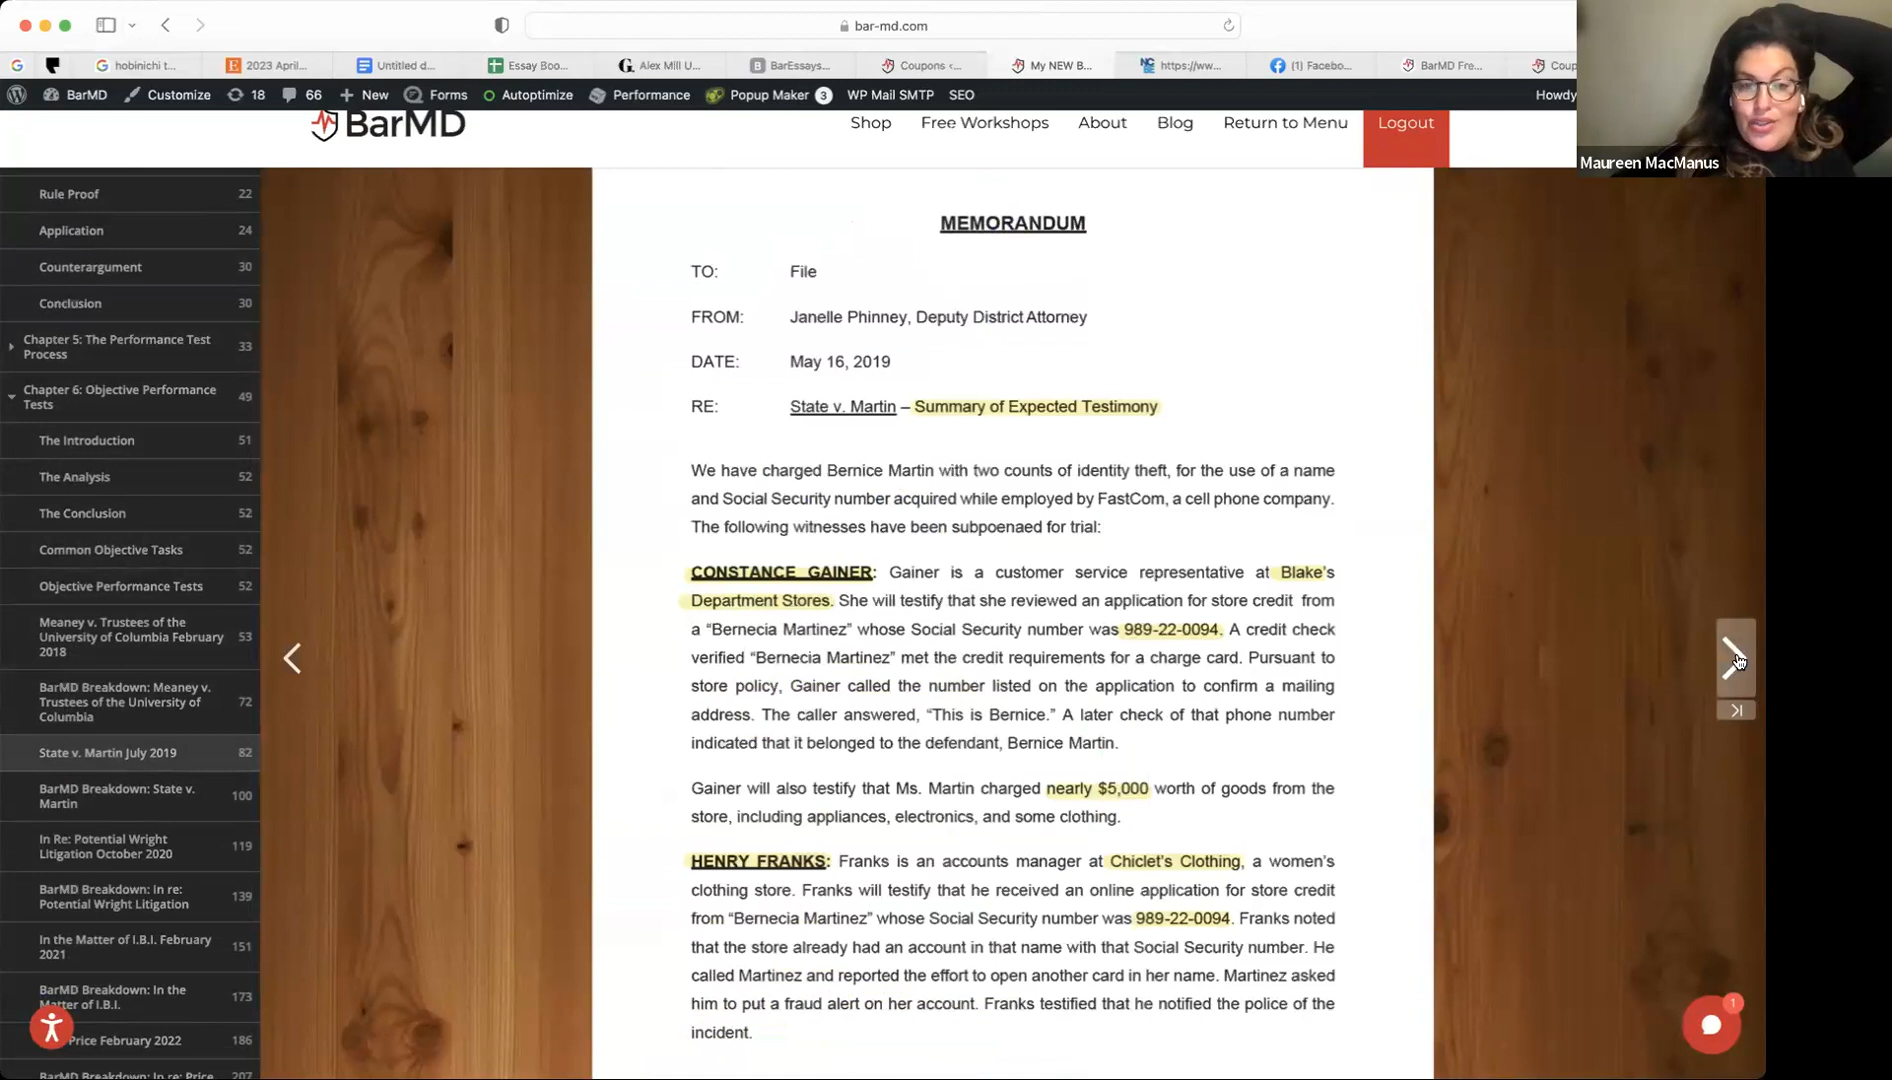 bar-md.com
hobinichi t...
2023 April...
Untitled d...
Essay Boo...
Alex Mill U...
BarEssays...
Coupons ‹...
My NEW B...
https://ww...
(1) Facebo...
BarMD Fre...
Coup
BarMD
Customize
18
66
New
Forms
Autoptimize
Performance
Popup Maker 3
WP Mail SMTP
SEO
Howdy
Maureen MacManus
BarMD
Shop
Free Workshops
About
Blog
Return to Menu
Logout
Rule Proof 22
Application 24
Counterargument 30
Conclusion 30
Chapter 5: The Performance Test 33
Process
Chapter 6: Objective Performance 49
Tests
The Introduction 51
The Analysis 52
The Conclusion 52
Common Objective Tasks 52
Objective Performance Tests 52
Meaney v. Trustees of the
University of Columbia February 53
2018
BarMD Breakdown: Meaney v.
Trustees of the University of 72
Columbia
State v. Martin July 2019 82
BarMD Breakdown: State v. 100
Martin
In Re: Potential Wright 119
Litigation October 2020
BarMD Breakdown: In re: 139
Potential Wright Litigation
In the Matter of I.B.I. February 151
2021
BarMD Breakdown: In the 173
Matter of I.B.I.
Price February 2022 186
BarMD Breakdown: In re: Price 207
MEMORANDUM
TO: File
FROM: Janelle Phinney, Deputy District Attorney
DATE: May 16, 2019
RE: State v. Martin – Summary of Expected Testimony
We have charged Bernice Martin with two counts of identity theft, for the use of a name
and Social Security number acquired while employed by FastCom, a cell phone company.
The following witnesses have been subpoenaed for trial:
CONSTANCE GAINER: Gainer is a customer service representative at Blake's
Department Stores. She will testify that she reviewed an application for store credit from
a “Bernecia Martinez” whose Social Security number was 989-22-0094. A credit check
verified “Bernecia Martinez” met the credit requirements for a charge card. Pursuant to
store policy, Gainer called the number listed on the application to confirm a mailing
address. The caller answered, “This is Bernice.” A later check of that phone number
indicated that it belonged to the defendant, Bernice Martin.
Gainer will also testify that Ms. Martin charged nearly $5,000 worth of goods from the
store, including appliances, electronics, and some clothing.
HENRY FRANKS: Franks is an accounts manager at Chiclet's Clothing, a women's
clothing store. Franks will testify that he received an online application for store credit
from “Bernecia Martinez” whose Social Security number was 989-22-0094. Franks noted
that the store already had an account in that name with that Social Security number. He
called Martinez and reported the effort to open another card in her name. Martinez asked
him to put a fraud alert on her account. Franks testified that he notified the police of the
incident.
1